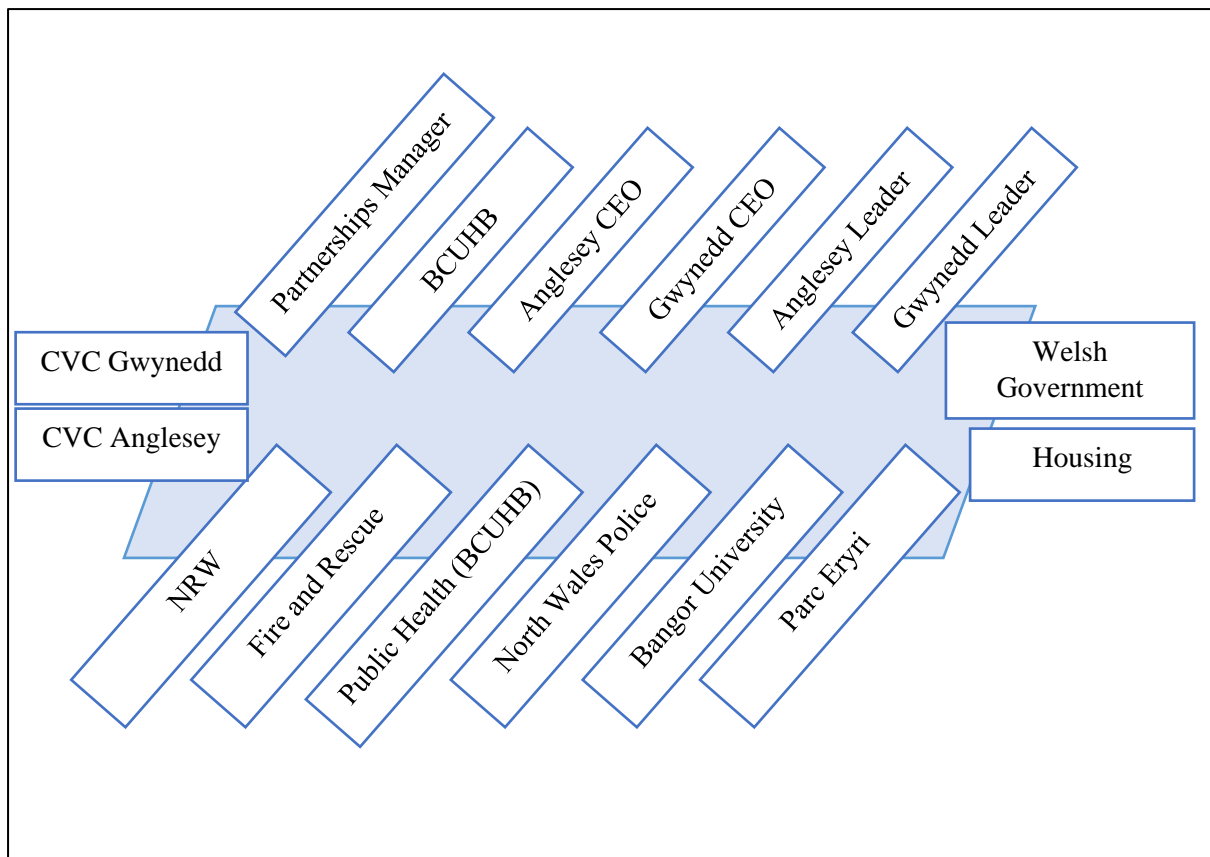 Partnerships Manager
BCUHB
Anglesey CEO
Gwynedd CEO
Anglesey Leader
Gwynedd Leader
CVC Gwynedd
CVC Anglesey
Welsh
Government
Housing
NRW
Fire and Rescue
Public Health (BCUHB)
North Wales Police
Bangor University
Parc Eryri